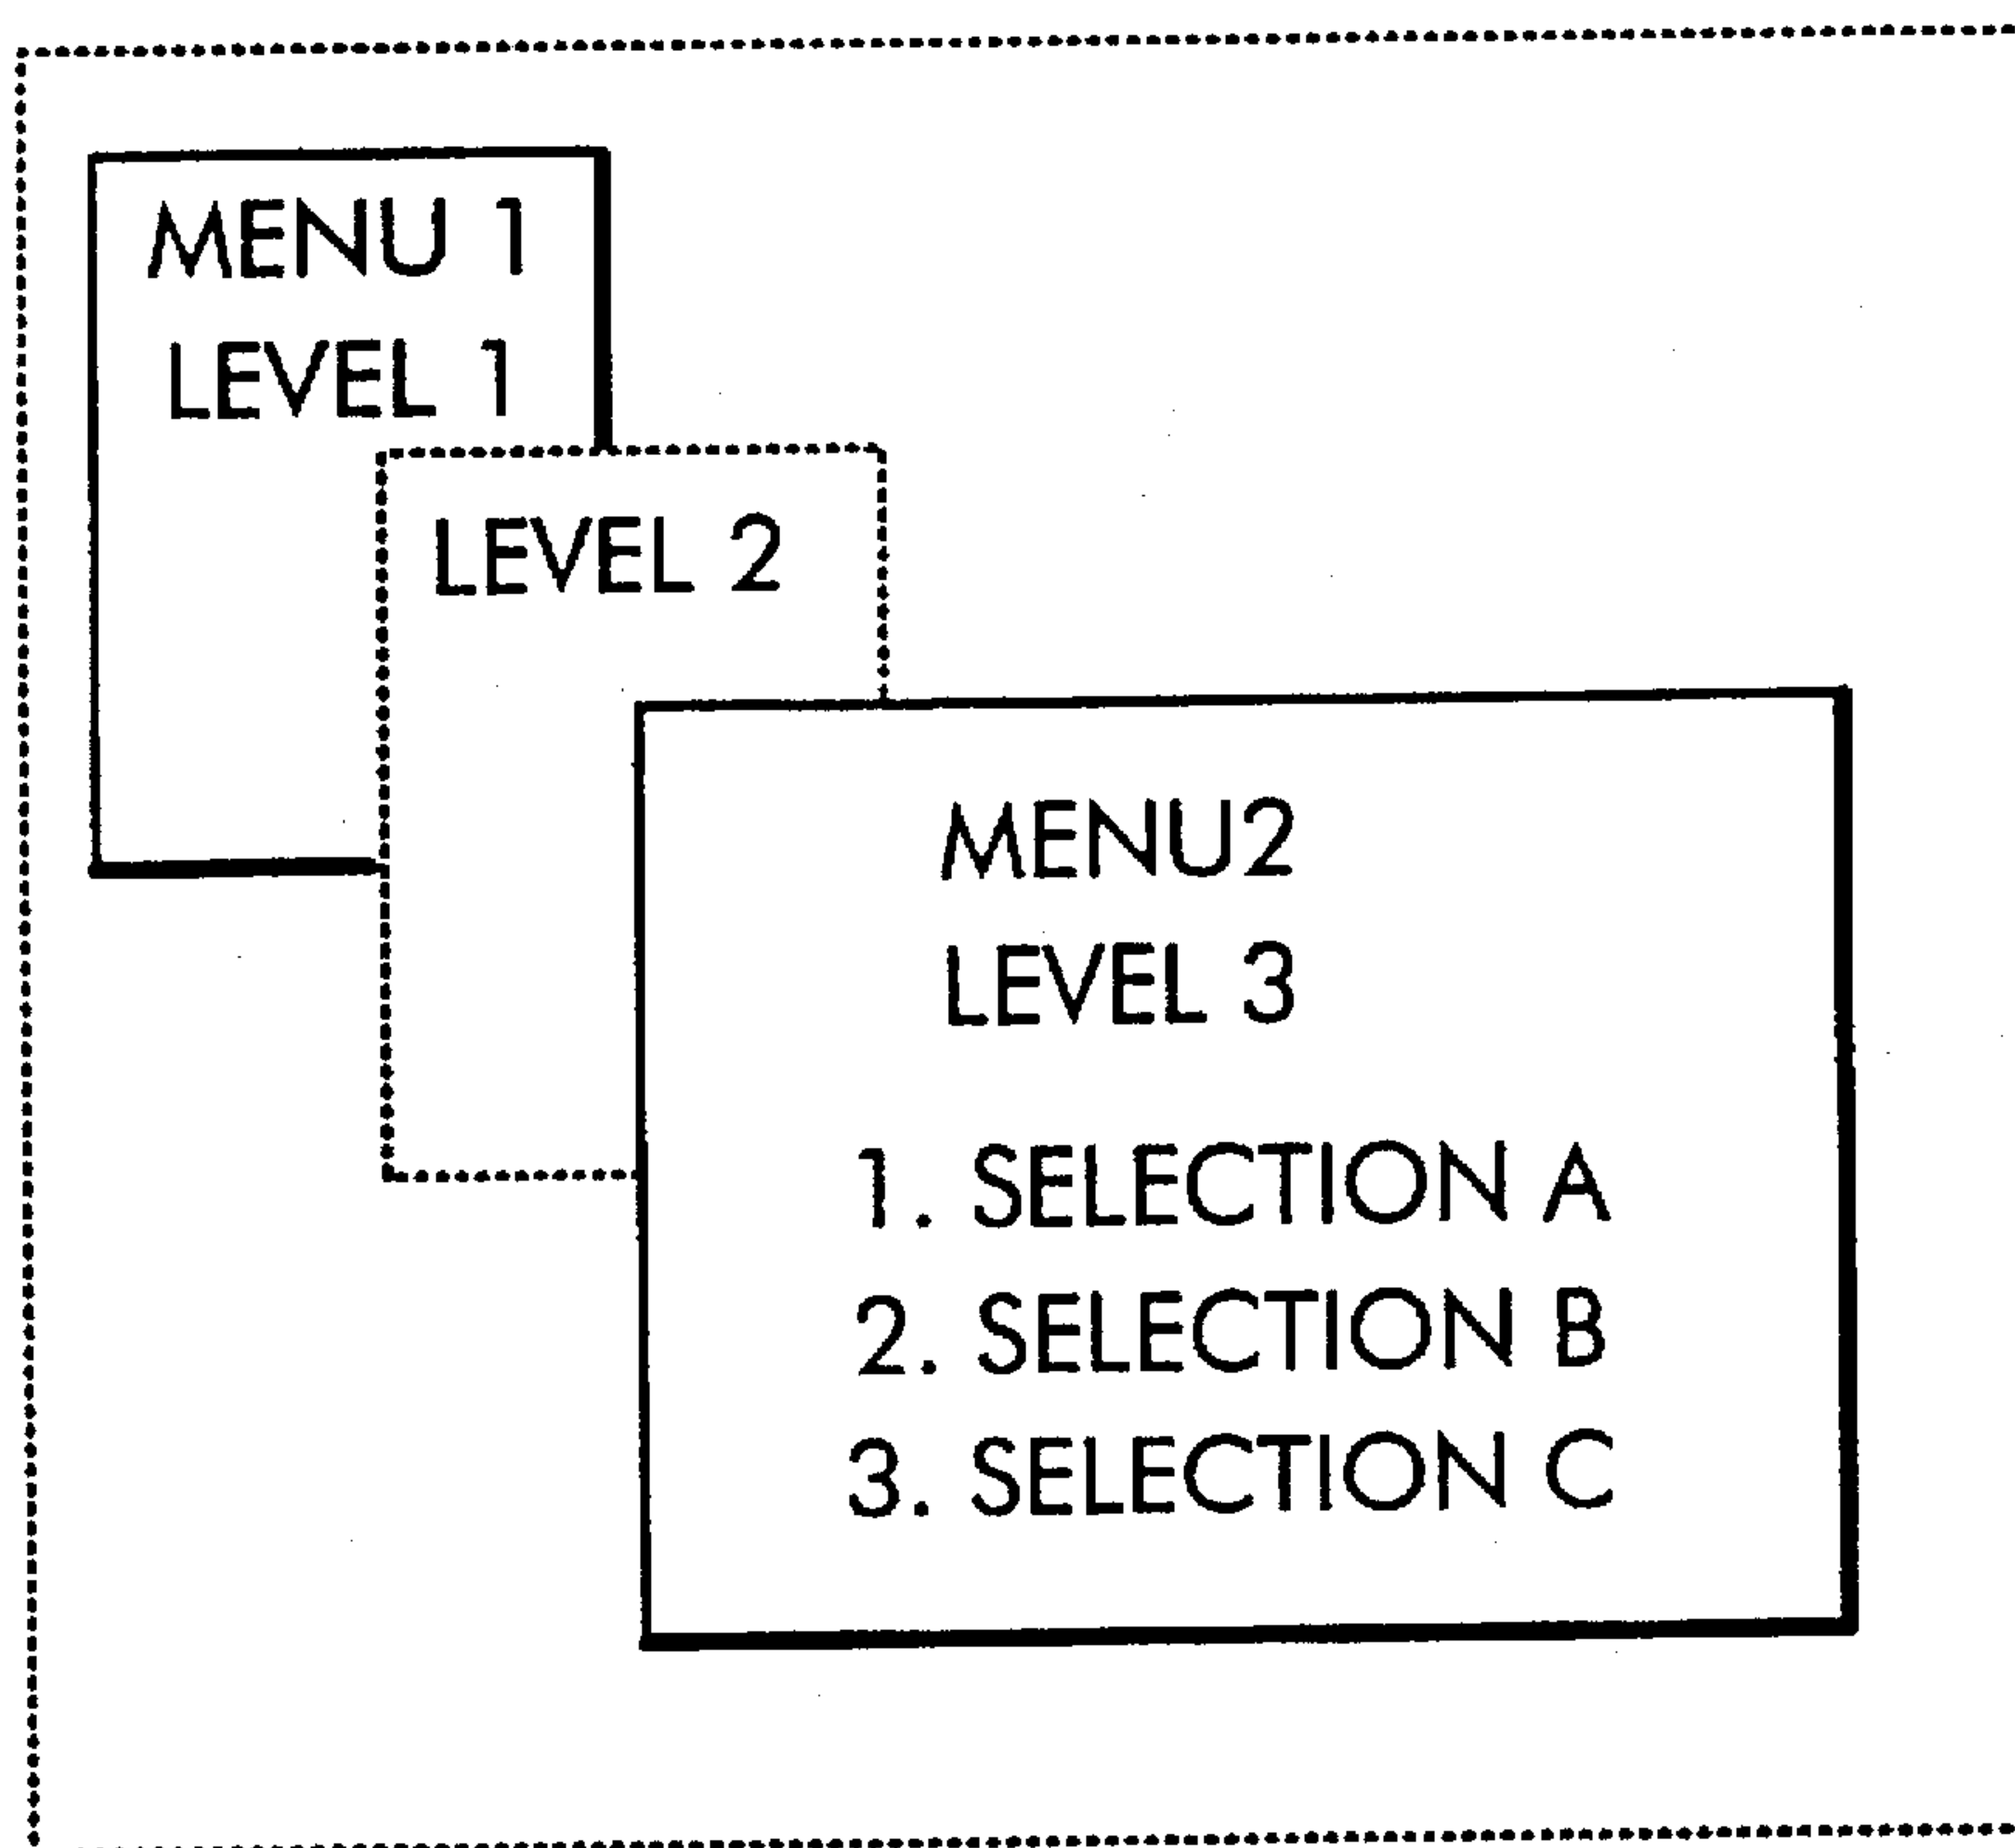 MENU 1
LEVEL 1
LEVEL 2
MENU2
LEVEL 3
1. SELECTION A
2. SELECTION B
3. SELECTION C